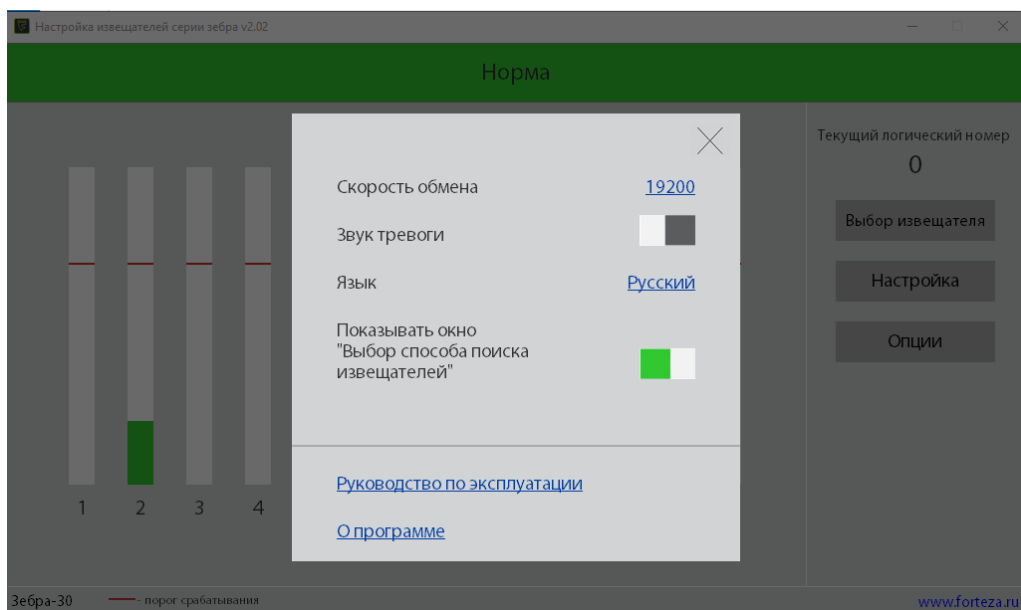 Настройка извещателей серии зебра v2.02
Норма
Текущий логический номер
0
Выбор извещателя
Настройка
Опции
Скорость обмена 19200
Звук тревоги
Язык Русский
Показывать окно
"Выбор способа поиска
извещателей"
Руководство по эксплуатации
О программе
1 2 3 4
Зебра-30 - порог срабатывания www.forteza.ru